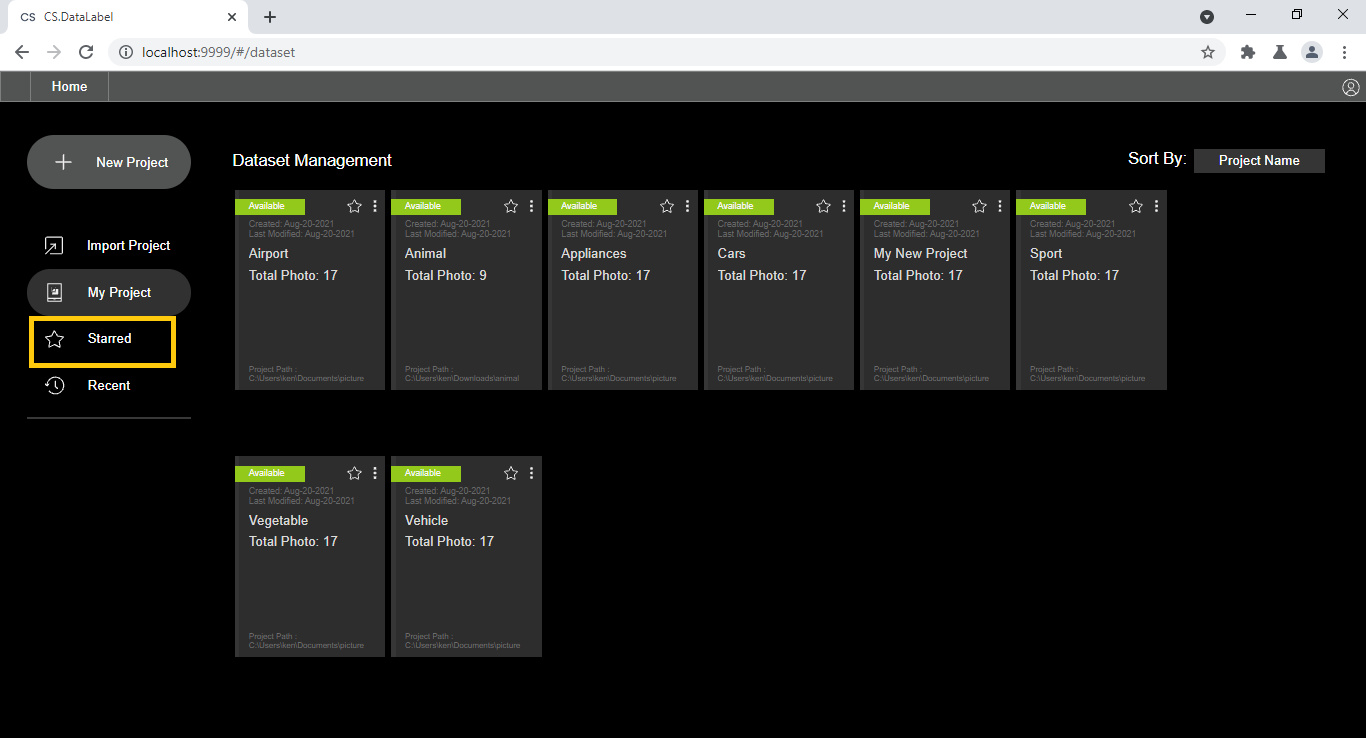 CS CS.DataLabel
localhost:9999/#/dataset
Home
New Project
Import Project
My Project
Starred
Recent
Dataset Management
Sort By: Project Name
Available
Created: Aug-20-2021
Last Modified: Aug-20-2021
Airport
Total Photo: 17
Project Path :
C:\Users\ken\Documents\picture
Available
Created: Aug-20-2021
Last Modified: Aug-20-2021
Animal
Total Photo: 9
Project Path :
C:\Users\ken\Downloads\animal
Available
Created: Aug-20-2021
Last Modified: Aug-20-2021
Appliances
Total Photo: 17
Project Path :
C:\Users\ken\Documents\picture
Available
Created: Aug-20-2021
Last Modified: Aug-20-2021
Cars
Total Photo: 17
Project Path :
C:\Users\ken\Documents\picture
Available
Created: Aug-20-2021
Last Modified: Aug-20-2021
My New Project
Total Photo: 17
Project Path :
C:\Users\ken\Documents\picture
Available
Created: Aug-20-2021
Last Modified: Aug-20-2021
Sport
Total Photo: 17
Project Path :
C:\Users\ken\Documents\picture
Available
Created: Aug-20-2021
Last Modified: Aug-20-2021
Vegetable
Total Photo: 17
Project Path :
C:\Users\ken\Documents\picture
Available
Created: Aug-20-2021
Last Modified: Aug-20-2021
Vehicle
Total Photo: 17
Project Path :
C:\Users\ken\Documents\picture